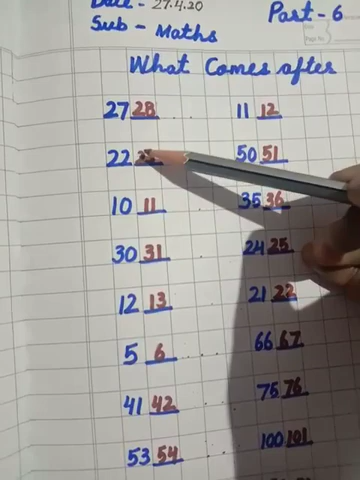 Date - 27.4.20
Part - 6
Sub - Maths
What Comes after
27 28 11 12
22 50 51
10 11 35 36
30 31 24 25
12 13 21 22
5 6 66 67
41 42 75 76
53 54 100 101